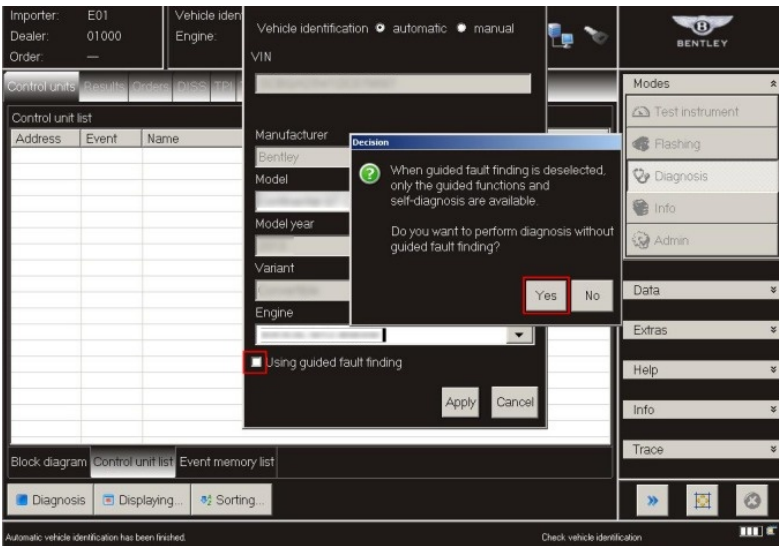 Importer: E01
Dealer: 01000
Order: —
Vehicle iden
Engine:
Control units Results Orders DISS TPI
Control unit list
Address Event Name
Vehicle identification automatic manual
VIN
Manufacturer
Bentley
Model
Model year
Variant
Engine
Using guided fault finding
Apply Cancel
Decision
When guided fault finding is deselected,
only the guided functions and
self-diagnosis are available.
Do you want to perform diagnosis without
guided fault finding?
Yes No
B
BENTLEY
Modes
Test instrument
Flashing
Diagnosis
Info
Admin
Data
Extras
Help
Info
Trace
Block diagram Control unit list Event memory list
Diagnosis Displaying... Sorting...
Automatic vehicle identification has been finished.
Check vehicle identification